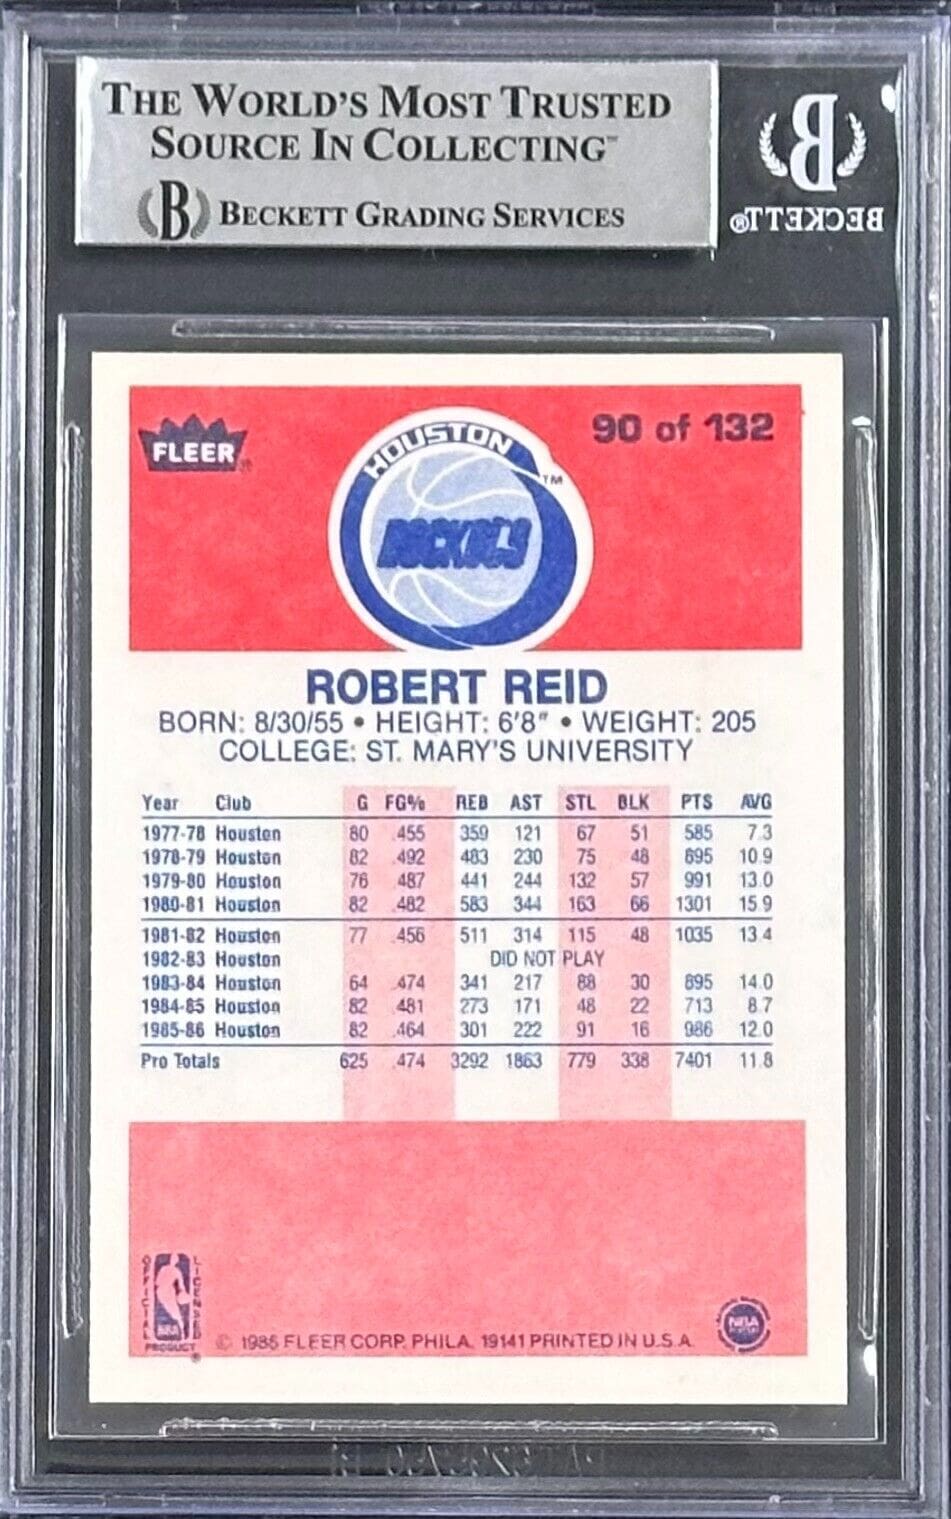 THE WORLD'S MOST TRUSTED
SOURCE IN COLLECTING™
B BECKETT GRADING SERVICES
B
BECKETT®
FLEER®
HOUSTON
ROCKETS
TM
90 of 132
ROBERT REID
BORN: 8/30/55 • HEIGHT: 6'8" • WEIGHT: 205
COLLEGE: ST. MARY'S UNIVERSITY
Year Club G FG% REB AST STL BLK PTS AVG
1977-78 Houston 80 .455 359 121 67 51 585 7.3
1978-79 Houston 82 .492 483 230 75 48 895 10.9
1979-80 Houston 76 .487 441 244 132 57 991 13.0
1980-81 Houston 82 .482 583 344 163 66 1301 15.9
1981-82 Houston 77 .456 511 314 115 48 1035 13.4
1982-83 Houston DID NOT PLAY
1983-84 Houston 64 .474 341 217 88 30 895 14.0
1984-85 Houston 82 .481 273 171 48 22 713 8.7
1985-86 Houston 82 .464 301 222 91 16 986 12.0
Pro Totals 625 .474 3292 1863 779 338 7401 11.8
OFFICIAL
LICENSED
NBA
PRODUCT
®
© 1986 FLEER CORP. PHILA. 19141 PRINTED IN U.S.A.
NBA